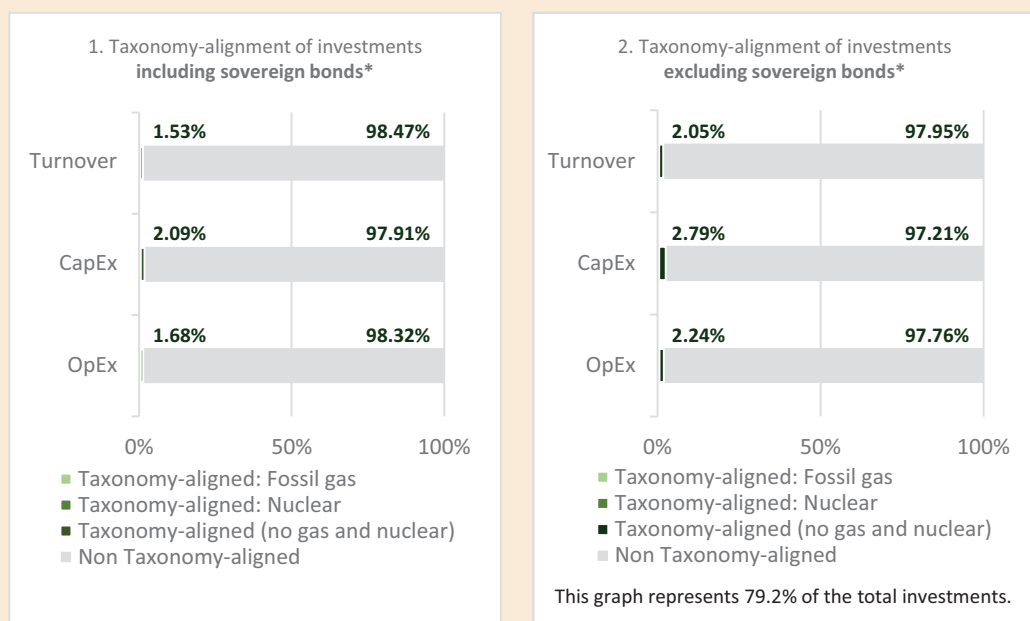 1. Taxonomy-alignment of investments
including sovereign bonds*
1.53% 98.47%
Turnover
2.09% 97.91%
CapEx
1.68% 98.32%
OpEx
0% 50% 100%
Taxonomy-aligned: Fossil gas
Taxonomy-aligned: Nuclear
Taxonomy-aligned (no gas and nuclear)
Non Taxonomy-aligned
2. Taxonomy-alignment of investments
excluding sovereign bonds*
2.05% 97.95%
Turnover
2.79% 97.21%
CapEx
2.24% 97.76%
OpEx
0% 50% 100%
Taxonomy-aligned: Fossil gas
Taxonomy-aligned: Nuclear
Taxonomy-aligned (no gas and nuclear)
Non Taxonomy-aligned
This graph represents 79.2% of the total investments.